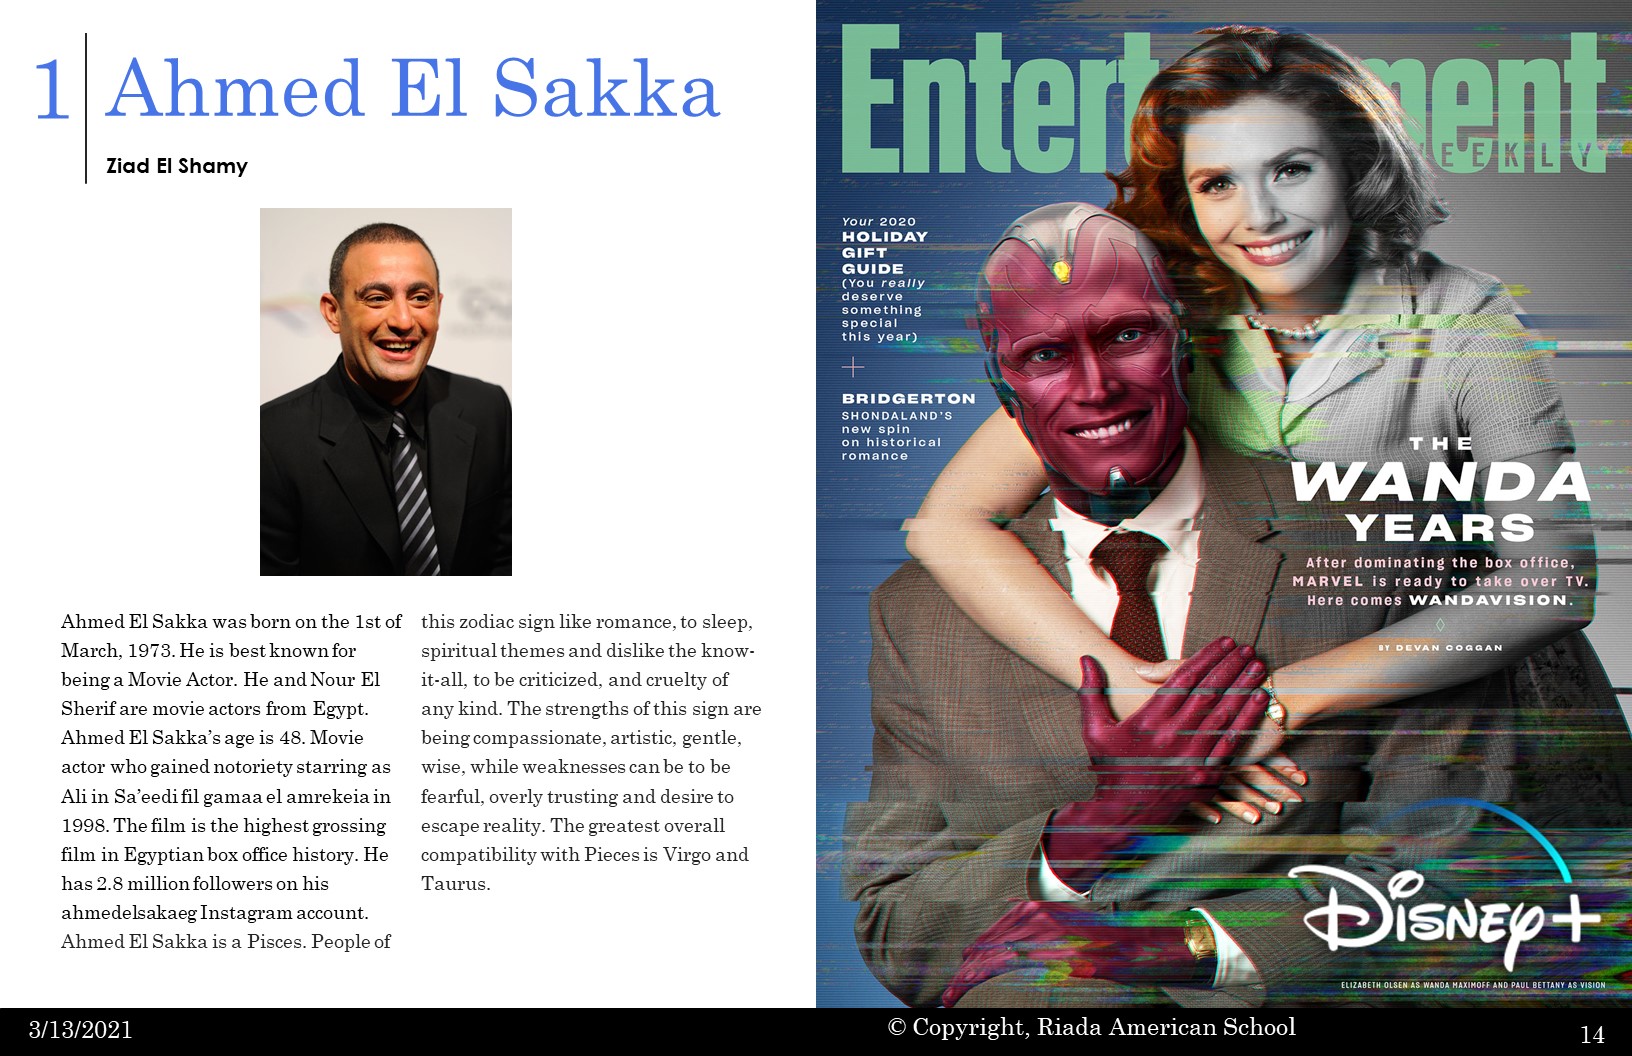 1
Ahmed El Sakka
Ziad El Shamy
Ahmed El Sakka was born on the 1st of
March, 1973. He is best known for
being a Movie Actor. He and Nour El
Sherif are movie actors from Egypt.
Ahmed El Sakka's age is 48. Movie
actor who gained notoriety starring as
Ali in Sa'eedi fil gamaa el amrekeia in
1998. The film is the highest grossing
film in Egyptian box office history. He
has 2.8 million followers on his
ahmedelsakaeg Instagram account.
Ahmed El Sakka is a Pisces. People of
this zodiac sign like romance, to sleep,
spiritual themes and dislike the know-
it-all, to be criticized, and cruelty of
any kind. The strengths of this sign are
being compassionate, artistic, gentle,
wise, while weaknesses can be to be
fearful, overly trusting and desire to
escape reality. The greatest overall
compatibility with Pieces is Virgo and
Taurus.
Entertainment
WEEKLY
Your 2020
HOLIDAY
GIFT
GUIDE
(You really
deserve
something
special
this year)
BRIDGERTON
SHONDALAND'S
new spin
on historical
romance
THE
WANDA
YEARS
After dominating the box office,
MARVEL is ready to take over TV.
Here comes WANDAVISION.
BY DEVAN COGGAN
Disney+
ELIZABETH OLSEN AS WANDA MAXIMOFF AND PAUL BETTANY AS VISION
3/13/2021
© Copyright, Riada American School
14